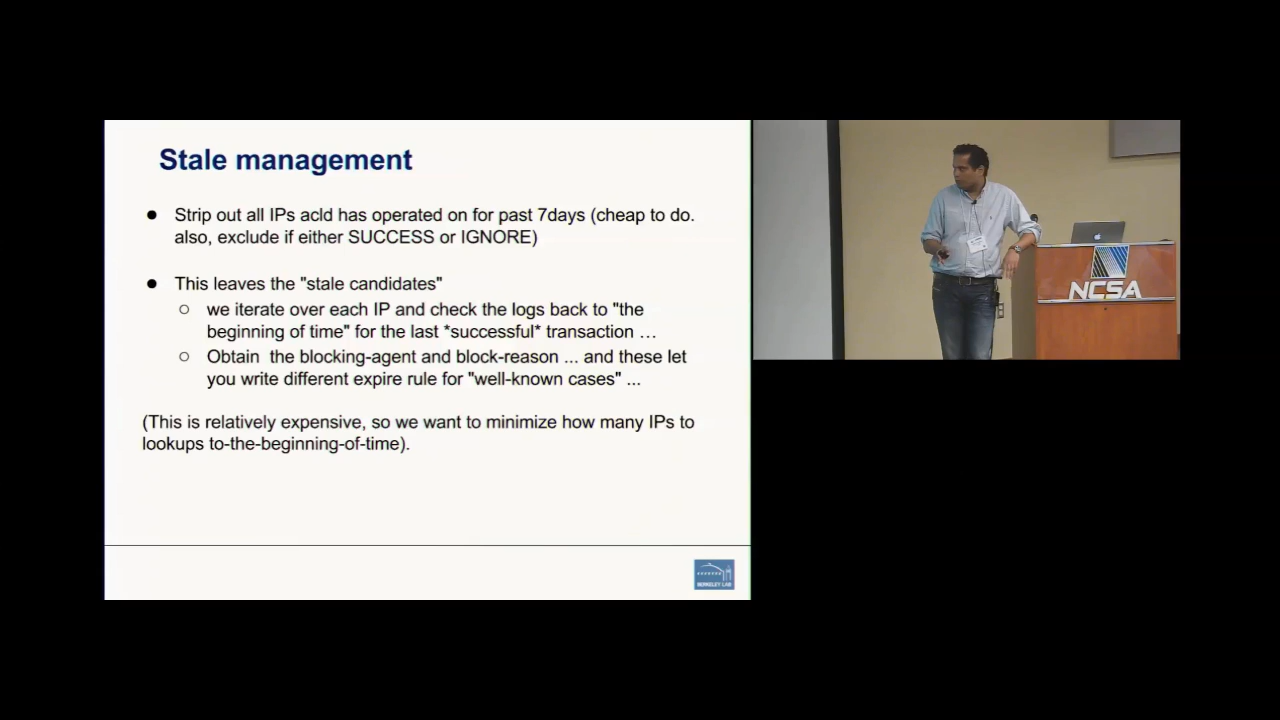 Stale management
● Strip out all IPs acld has operated on for past 7days (cheap to do.
also, exclude if either SUCCESS or IGNORE)
● This leaves the "stale candidates"
○ we iterate over each IP and check the logs back to "the
beginning of time" for the last *successful* transaction …
○ Obtain the blocking-agent and block-reason ... and these let
you write different expire rule for "well-known cases" ...
(This is relatively expensive, so we want to minimize how many IPs to
lookups to-the-beginning-of-time).
BERKELEY LAB
NCSA